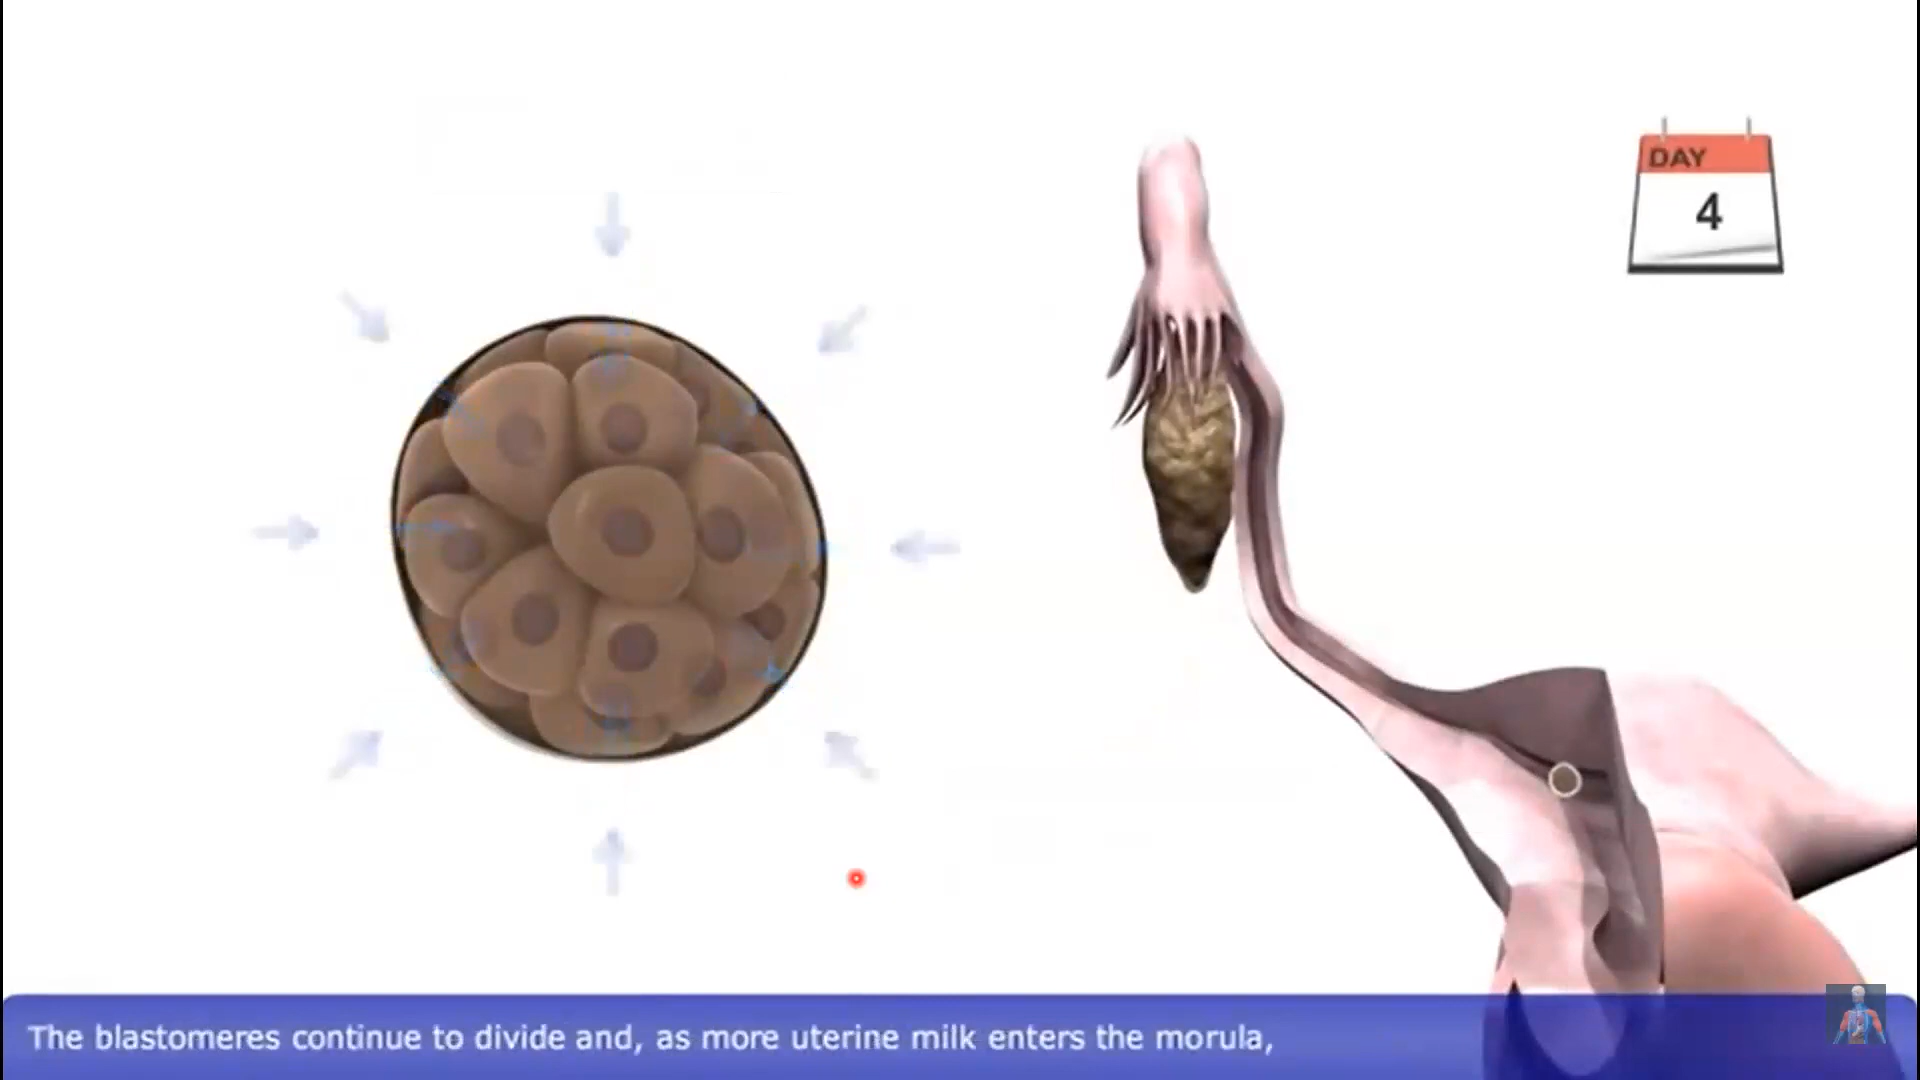 DAY
4
The blastomeres continue to divide and, as more uterine milk enters the morula,